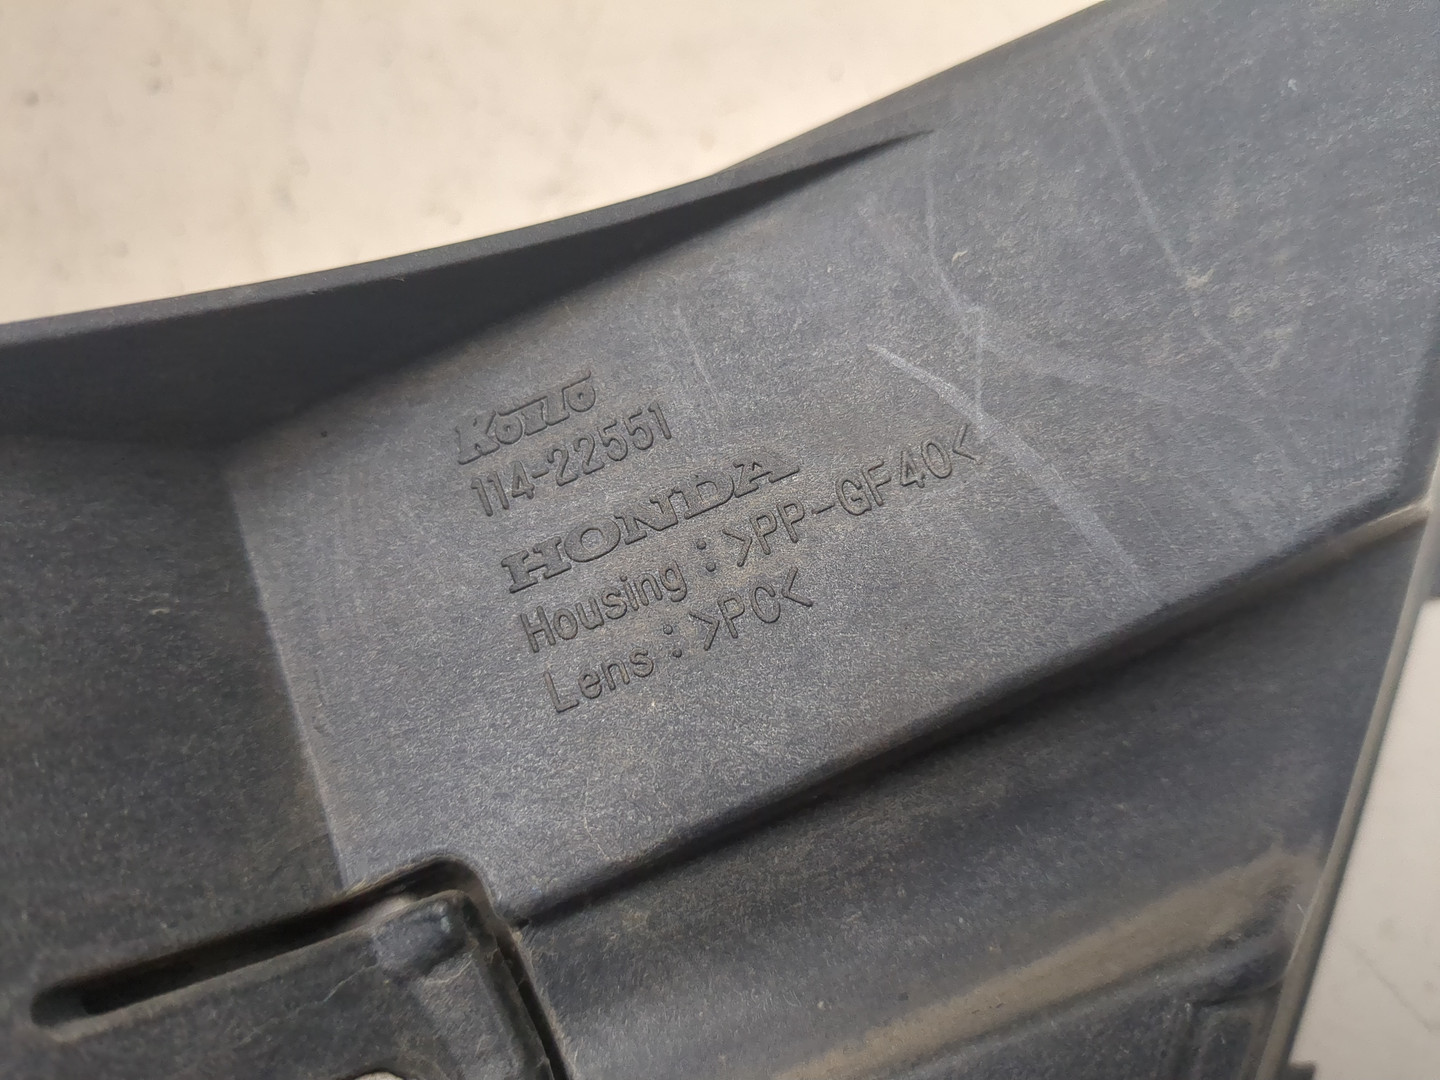 KOITO
114-22551
HONDA
Housing : >PP-GF40<
Lens : >PC<